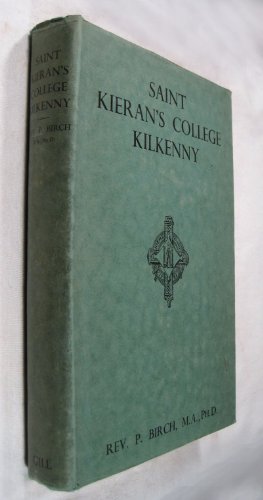 SAINT
KIERAN'S
COLLEGE
KILKENNY
P. BIRCH
GILL
SAINT
KIERAN'S COLLEGE
KILKENNY
REV. P. BIRCH, M.A., PH.D.